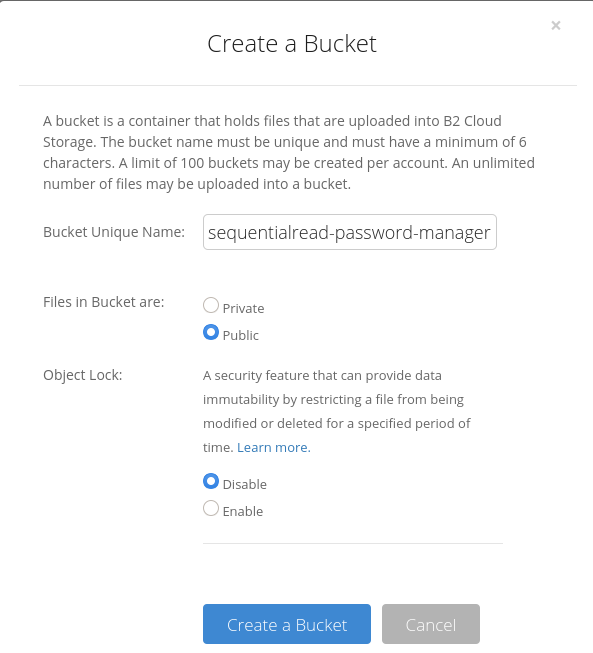 ×
Create a Bucket
A bucket is a container that holds files that are uploaded into B2 Cloud
Storage. The bucket name must be unique and must have a minimum of 6
characters. A limit of 100 buckets may be created per account. An unlimited
number of files may be uploaded into a bucket.
Bucket Unique Name: sequentialread-password-manager
Files in Bucket are: Private
Public
Object Lock: A security feature that can provide data
immutability by restricting a file from being
modified or deleted for a specified period of
time. Learn more.
Disable
Enable
Create a Bucket Cancel